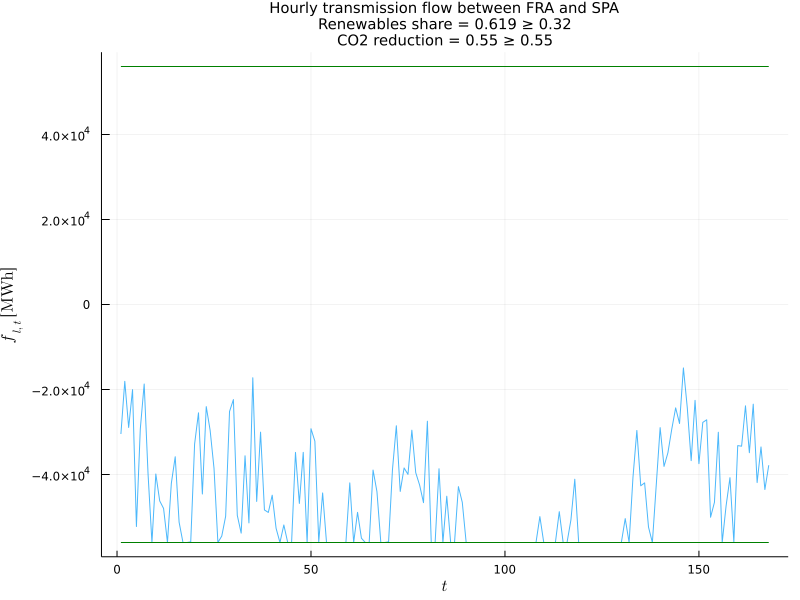 Hourly transmission flow between FRA and SPA
Renewables share = 0.619 ≥ 0.32
CO2 reduction = 0.55 ≥ 0.55
4.0×10⁴
2.0×10⁴
0
−2.0×10⁴
−4.0×10⁴
f_{l,t} [MWh]
0 50 100 150
t